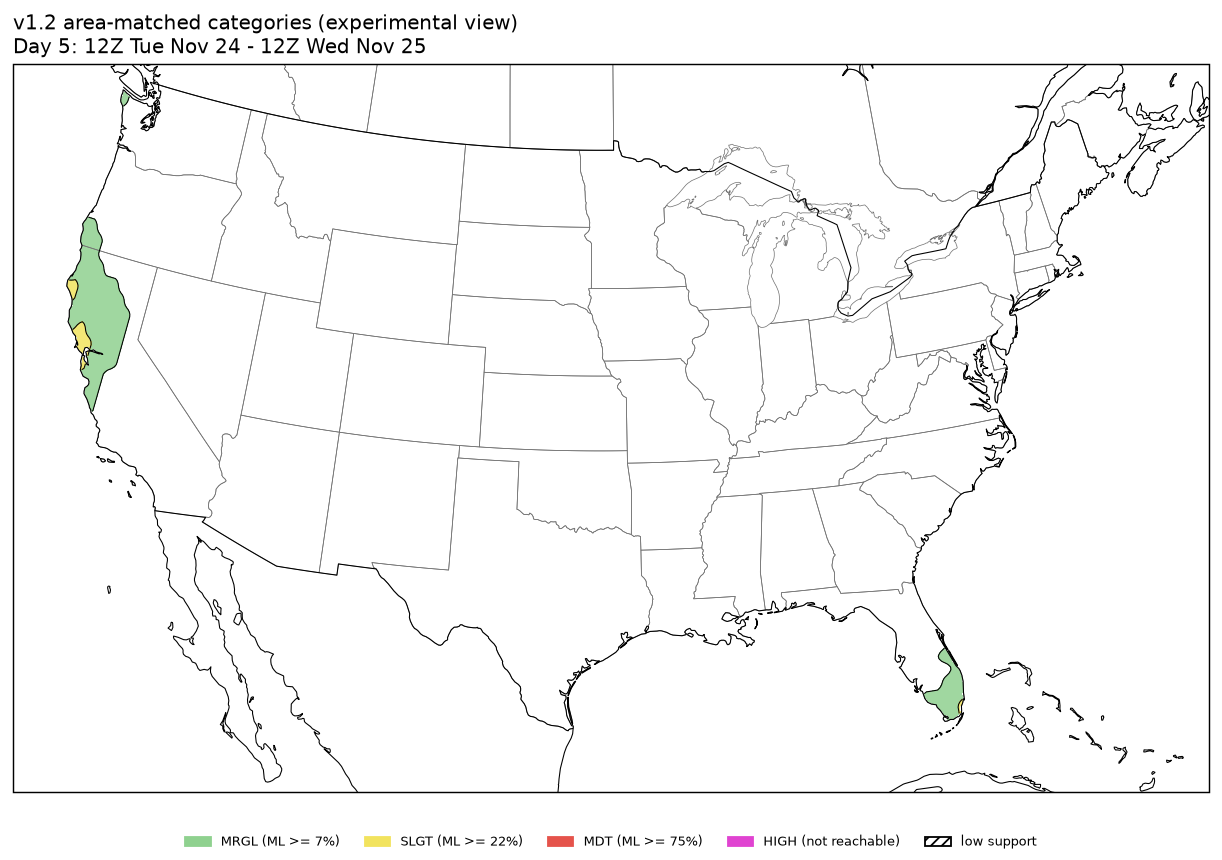 v1.2 area-matched categories (experimental view)
Day 5: 12Z Tue Nov 24 - 12Z Wed Nov 25
MRGL (ML >= 7%) SLGT (ML >= 22%) MDT (ML >= 75%) HIGH (not reachable) low support